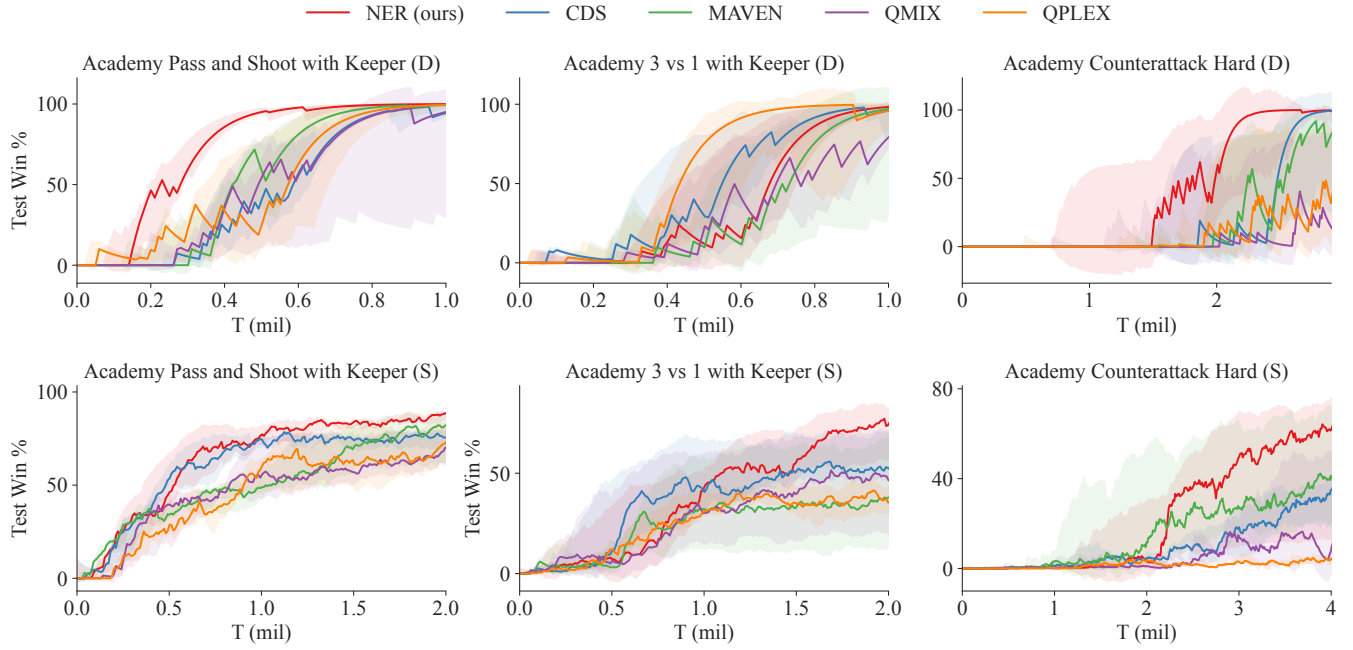 NER (ours) CDS MAVEN QMIX QPLEX
Academy Pass and Shoot with Keeper (D)
Test Win %
100
50
0
0.0 0.2 0.4 0.6 0.8 1.0
T (mil)
Academy 3 vs 1 with Keeper (D)
100
50
0
0.0 0.2 0.4 0.6 0.8 1.0
T (mil)
Academy Counterattack Hard (D)
100
50
0
0 1 2
T (mil)
Academy Pass and Shoot with Keeper (S)
Test Win %
100
50
0
0.0 0.5 1.0 1.5 2.0
T (mil)
Academy 3 vs 1 with Keeper (S)
Test Win %
50
0
0.0 0.5 1.0 1.5 2.0
T (mil)
Academy Counterattack Hard (S)
Test Win %
80
40
0
0 1 2 3 4
T (mil)